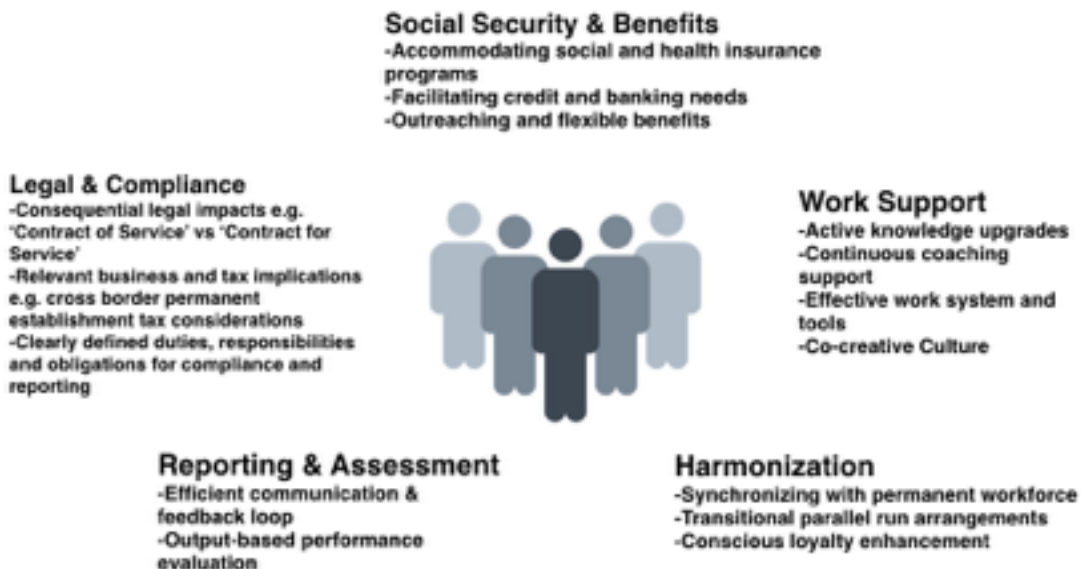 Social Security & Benefits
-Accommodating social and health insurance
programs
-Facilitating credit and banking needs
-Outreaching and flexible benefits
Legal & Compliance
-Consequential legal impacts e.g.
'Contract of Service' vs 'Contract for
Service'
-Relevant business and tax implications
e.g. cross border permanent
establishment tax considerations
-Clearly defined duties, responsibilities
and obligations for compliance and
reporting
Work Support
-Active knowledge upgrades
-Continuous coaching
support
-Effective work system and
tools
-Co-creative Culture
Reporting & Assessment
-Efficient communication &
feedback loop
-Output-based performance
evaluation
Harmonization
-Synchronizing with permanent workforce
-Transitional parallel run arrangements
-Conscious loyalty enhancement